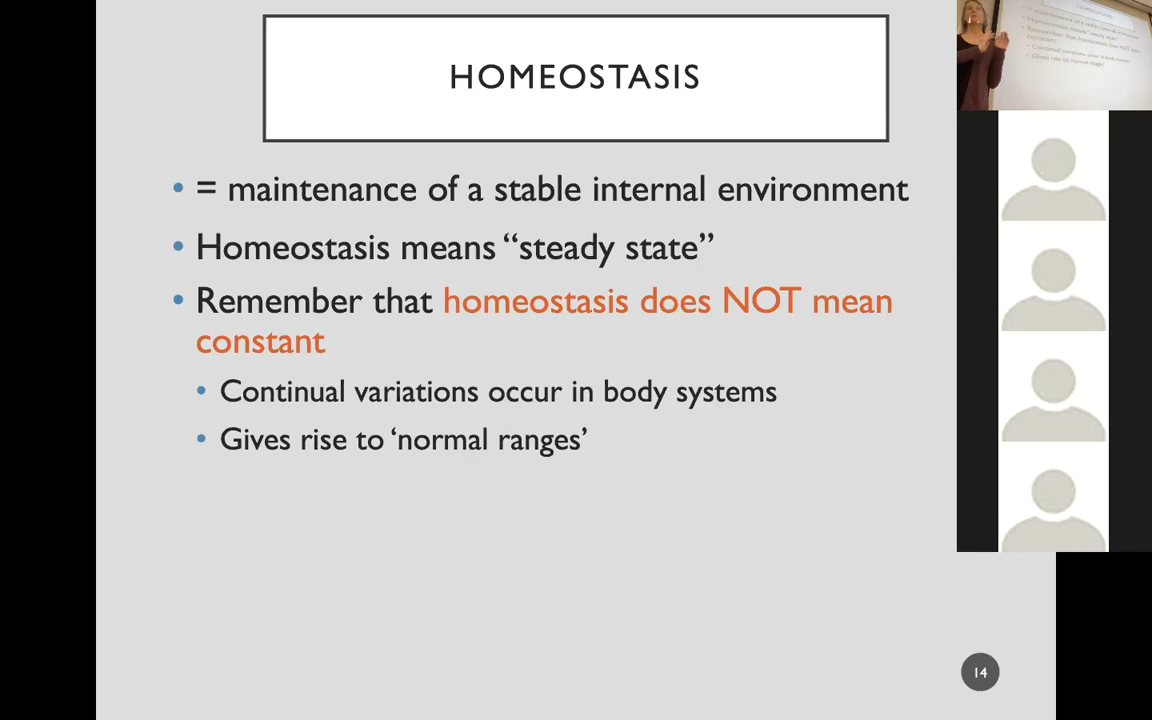 HOMEOSTASIS
• = maintenance of a stable internal environment
• Homeostasis means “steady state”
• Remember that homeostasis does NOT mean
constant
• Continual variations occur in body systems
• Gives rise to ‘normal ranges’
14
HOMEOSTASIS